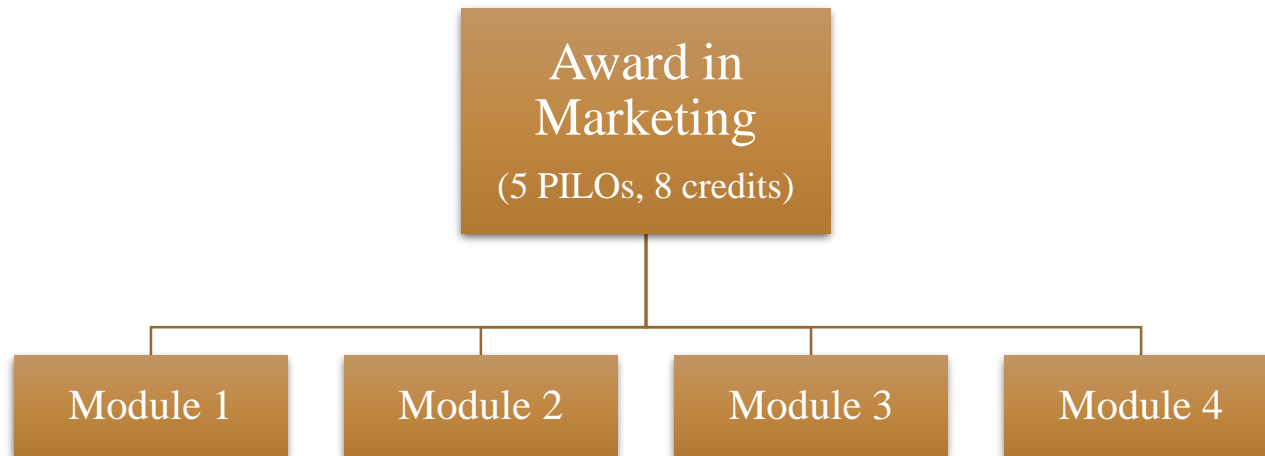 Award in
Marketing
(5 PILOs, 8 credits)
Module 1
Module 2
Module 3
Module 4